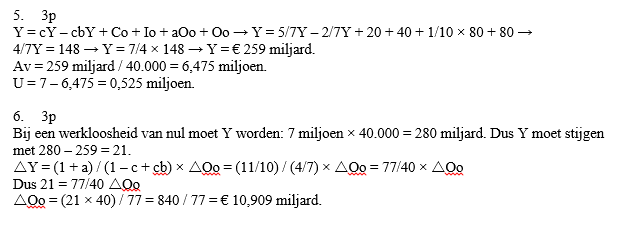 5. 3p
Y = cY – cbY + Co + Io + aOo + Oo → Y = 5/7Y – 2/7Y + 20 + 40 + 1/10 × 80 + 80 →
4/7Y = 148 → Y = 7/4 × 148 → Y = € 259 miljard.
Av = 259 miljard / 40.000 = 6,475 miljoen.
U = 7 – 6,475 = 0,525 miljoen.
6. 3p
Bij een werkloosheid van nul moet Y worden: 7 miljoen × 40.000 = 280 miljard. Dus Y moet stijgen
met 280 – 259 = 21.
△Y = (1 + a) / (1 – c + cb) × △Oo = (11/10) / (4/7) × △Oo = 77/40 × △Oo
Dus 21 = 77/40 △Oo
△Oo = (21 × 40) / 77 = 840 / 77 = € 10,909 miljard.